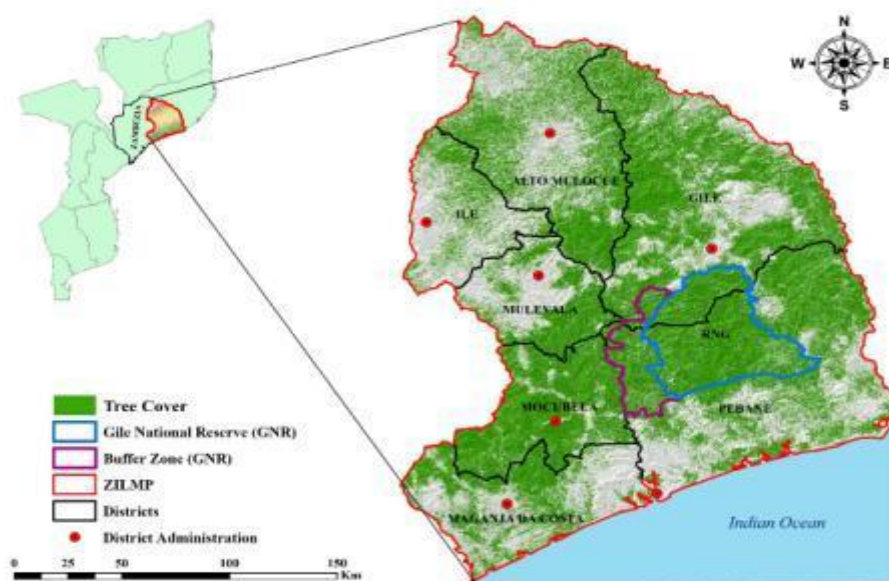 N
W
E
S
ZAMBEZIA
ALTO MULOCUE
GILE
ILE
MULEVALA
RNG
MOCUBELA
PEBANE
MAGANJA DA COSTA
Indian Ocean
Tree Cover
Gile National Reserve (GNR)
Buffer Zone (GNR)
ZILMP
Districts
District Administration
0 25 50 100 150
Km